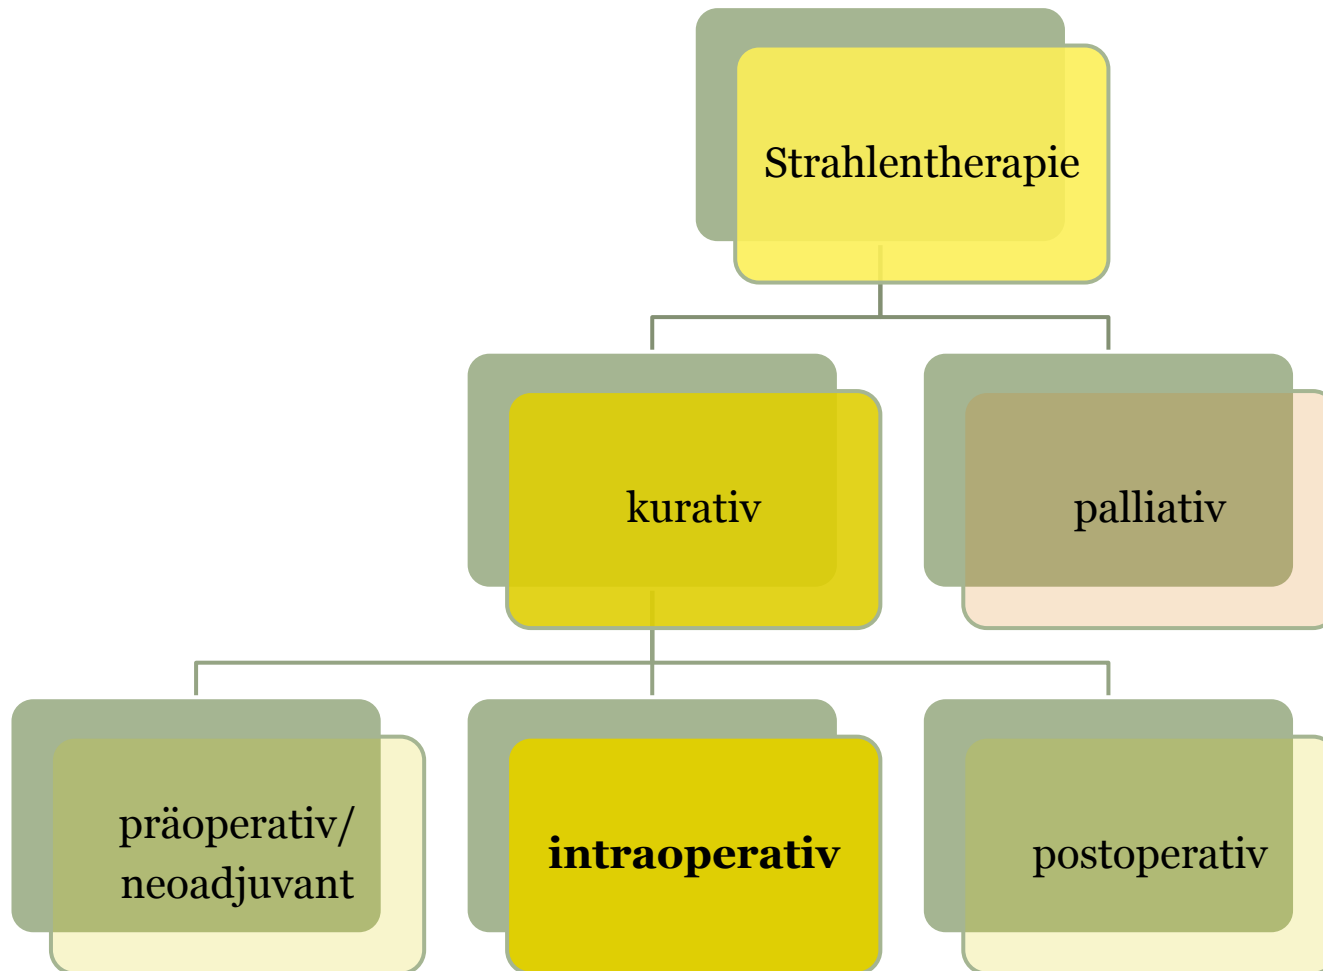 Strahlentherapie
kurativ
palliativ
präoperativ/
neoadjuvant
intraoperativ
postoperativ